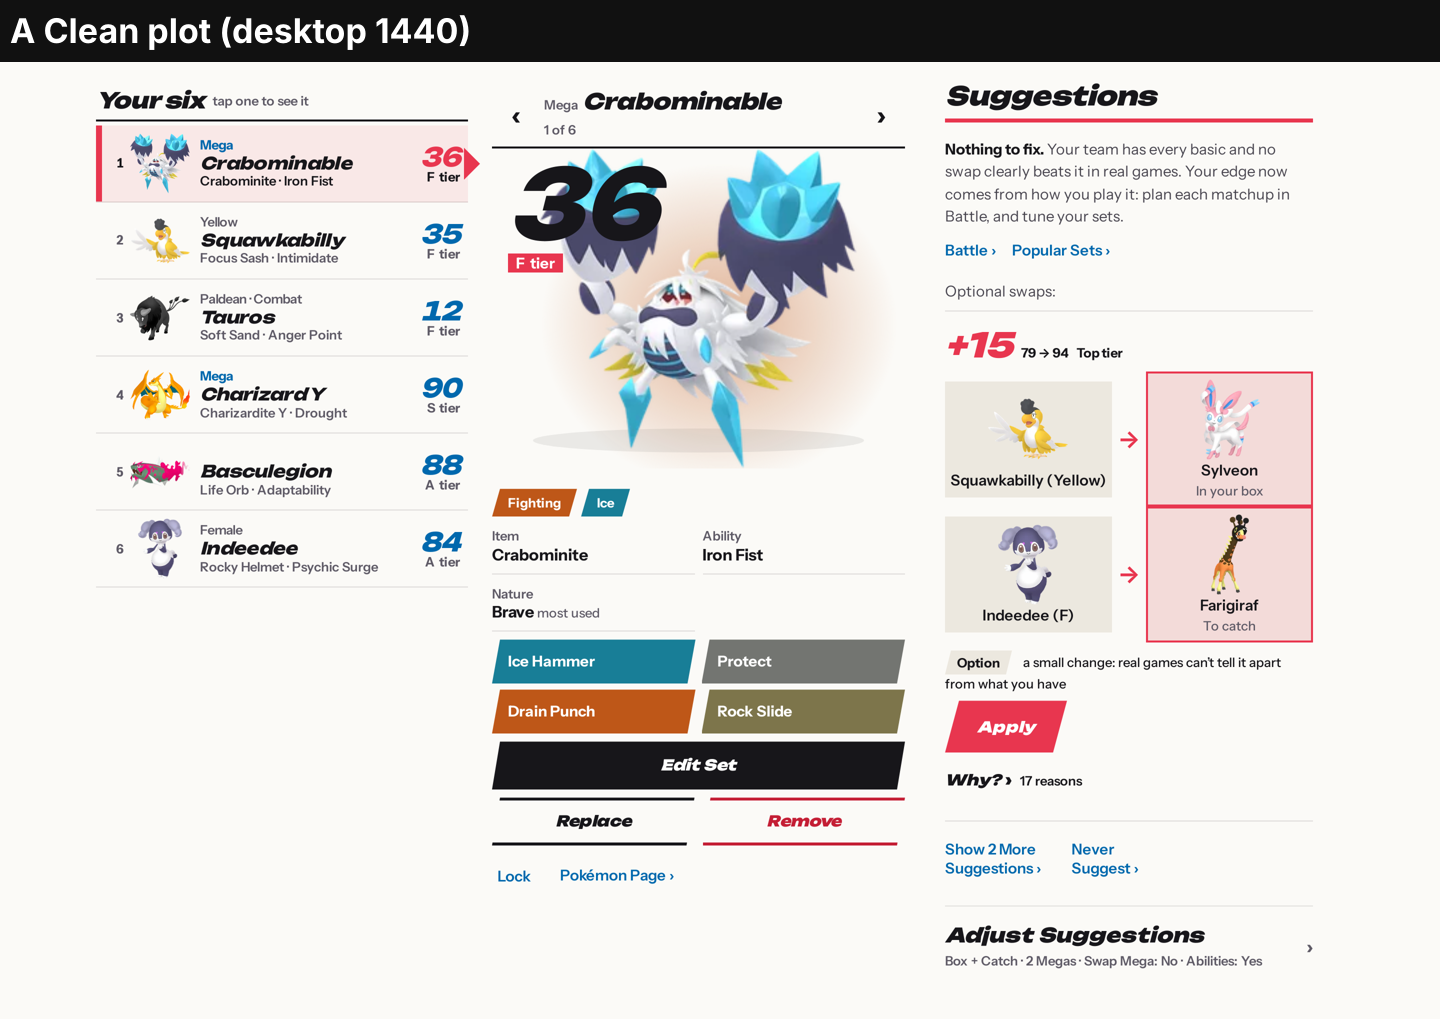 A Clean plot (desktop 1440)
Your six tap one to see it
1
Mega
Crabominable
Crabominite · Iron Fist
36
F tier
2
Yellow
Squawkabilly
Focus Sash · Intimidate
35
F tier
3
Paldean · Combat
Tauros
Soft Sand · Anger Point
12
F tier
4
Mega
Charizard Y
Charizardite Y · Drought
90
S tier
5
Basculegion
Life Orb · Adaptability
88
A tier
6
Female
Indeedee
Rocky Helmet · Psychic Surge
84
A tier
‹
Mega Crabominable
1 of 6
›
36
F tier
Fighting
Ice
Item
Crabominite
Ability
Iron Fist
Nature
Brave most used
Ice Hammer
Protect
Drain Punch
Rock Slide
Edit Set
Replace
Remove
Lock
Pokémon Page ›
Suggestions
Nothing to fix. Your team has every basic and no
swap clearly beats it in real games. Your edge now
comes from how you play it: plan each matchup in
Battle, and tune your sets.
Battle › Popular Sets ›
Optional swaps:
+15 79 → 94 Top tier
Squawkabilly (Yellow)
→
Sylveon
In your box
Indeedee (F)
→
Farigiraf
To catch
Option a small change: real games can't tell it apart
from what you have
Apply
Why? › 17 reasons
Show 2 More
Suggestions ›
Never
Suggest ›
Adjust Suggestions
Box + Catch · 2 Megas · Swap Mega: No · Abilities: Yes
›